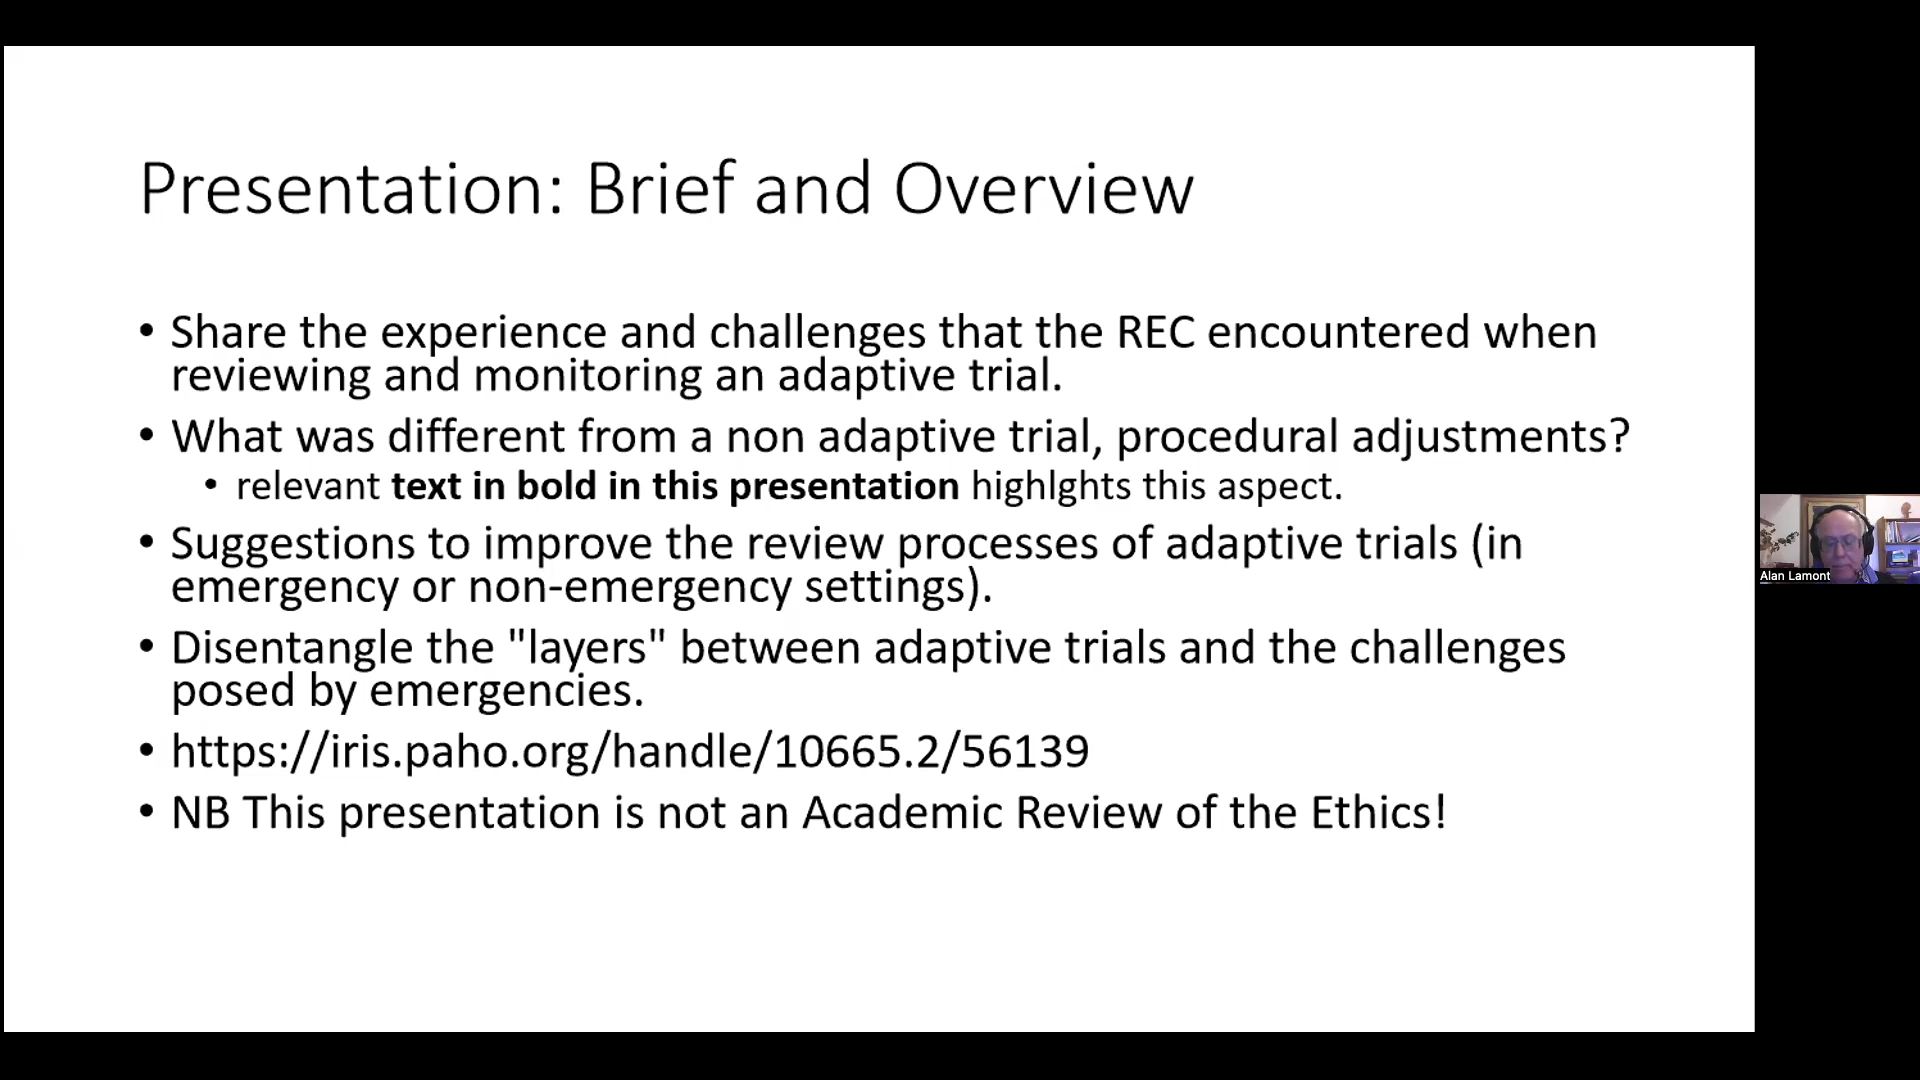 Presentation: Brief and Overview
• Share the experience and challenges that the REC encountered when
reviewing and monitoring an adaptive trial.
• What was different from a non adaptive trial, procedural adjustments?
• relevant text in bold in this presentation highlghts this aspect.
• Suggestions to improve the review processes of adaptive trials (in
emergency or non-emergency settings).
• Disentangle the "layers" between adaptive trials and the challenges
posed by emergencies.
• https://iris.paho.org/handle/10665.2/56139
• NB This presentation is not an Academic Review of the Ethics!
Alan Lamont